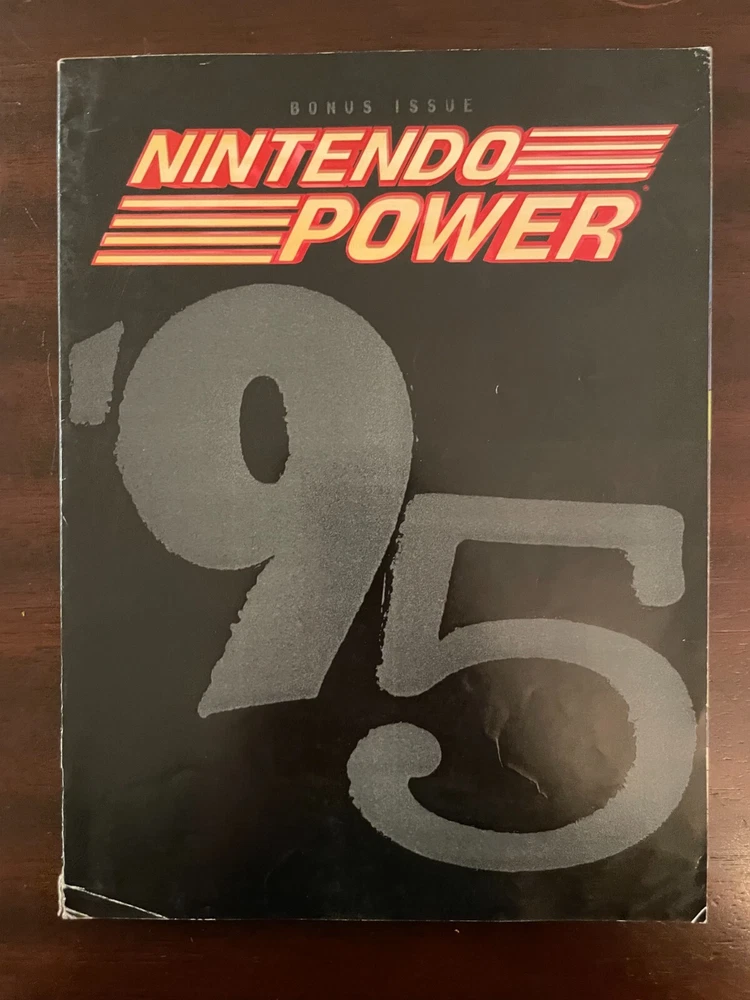 BONUS ISSUE
NINTENDO
POWER
'95